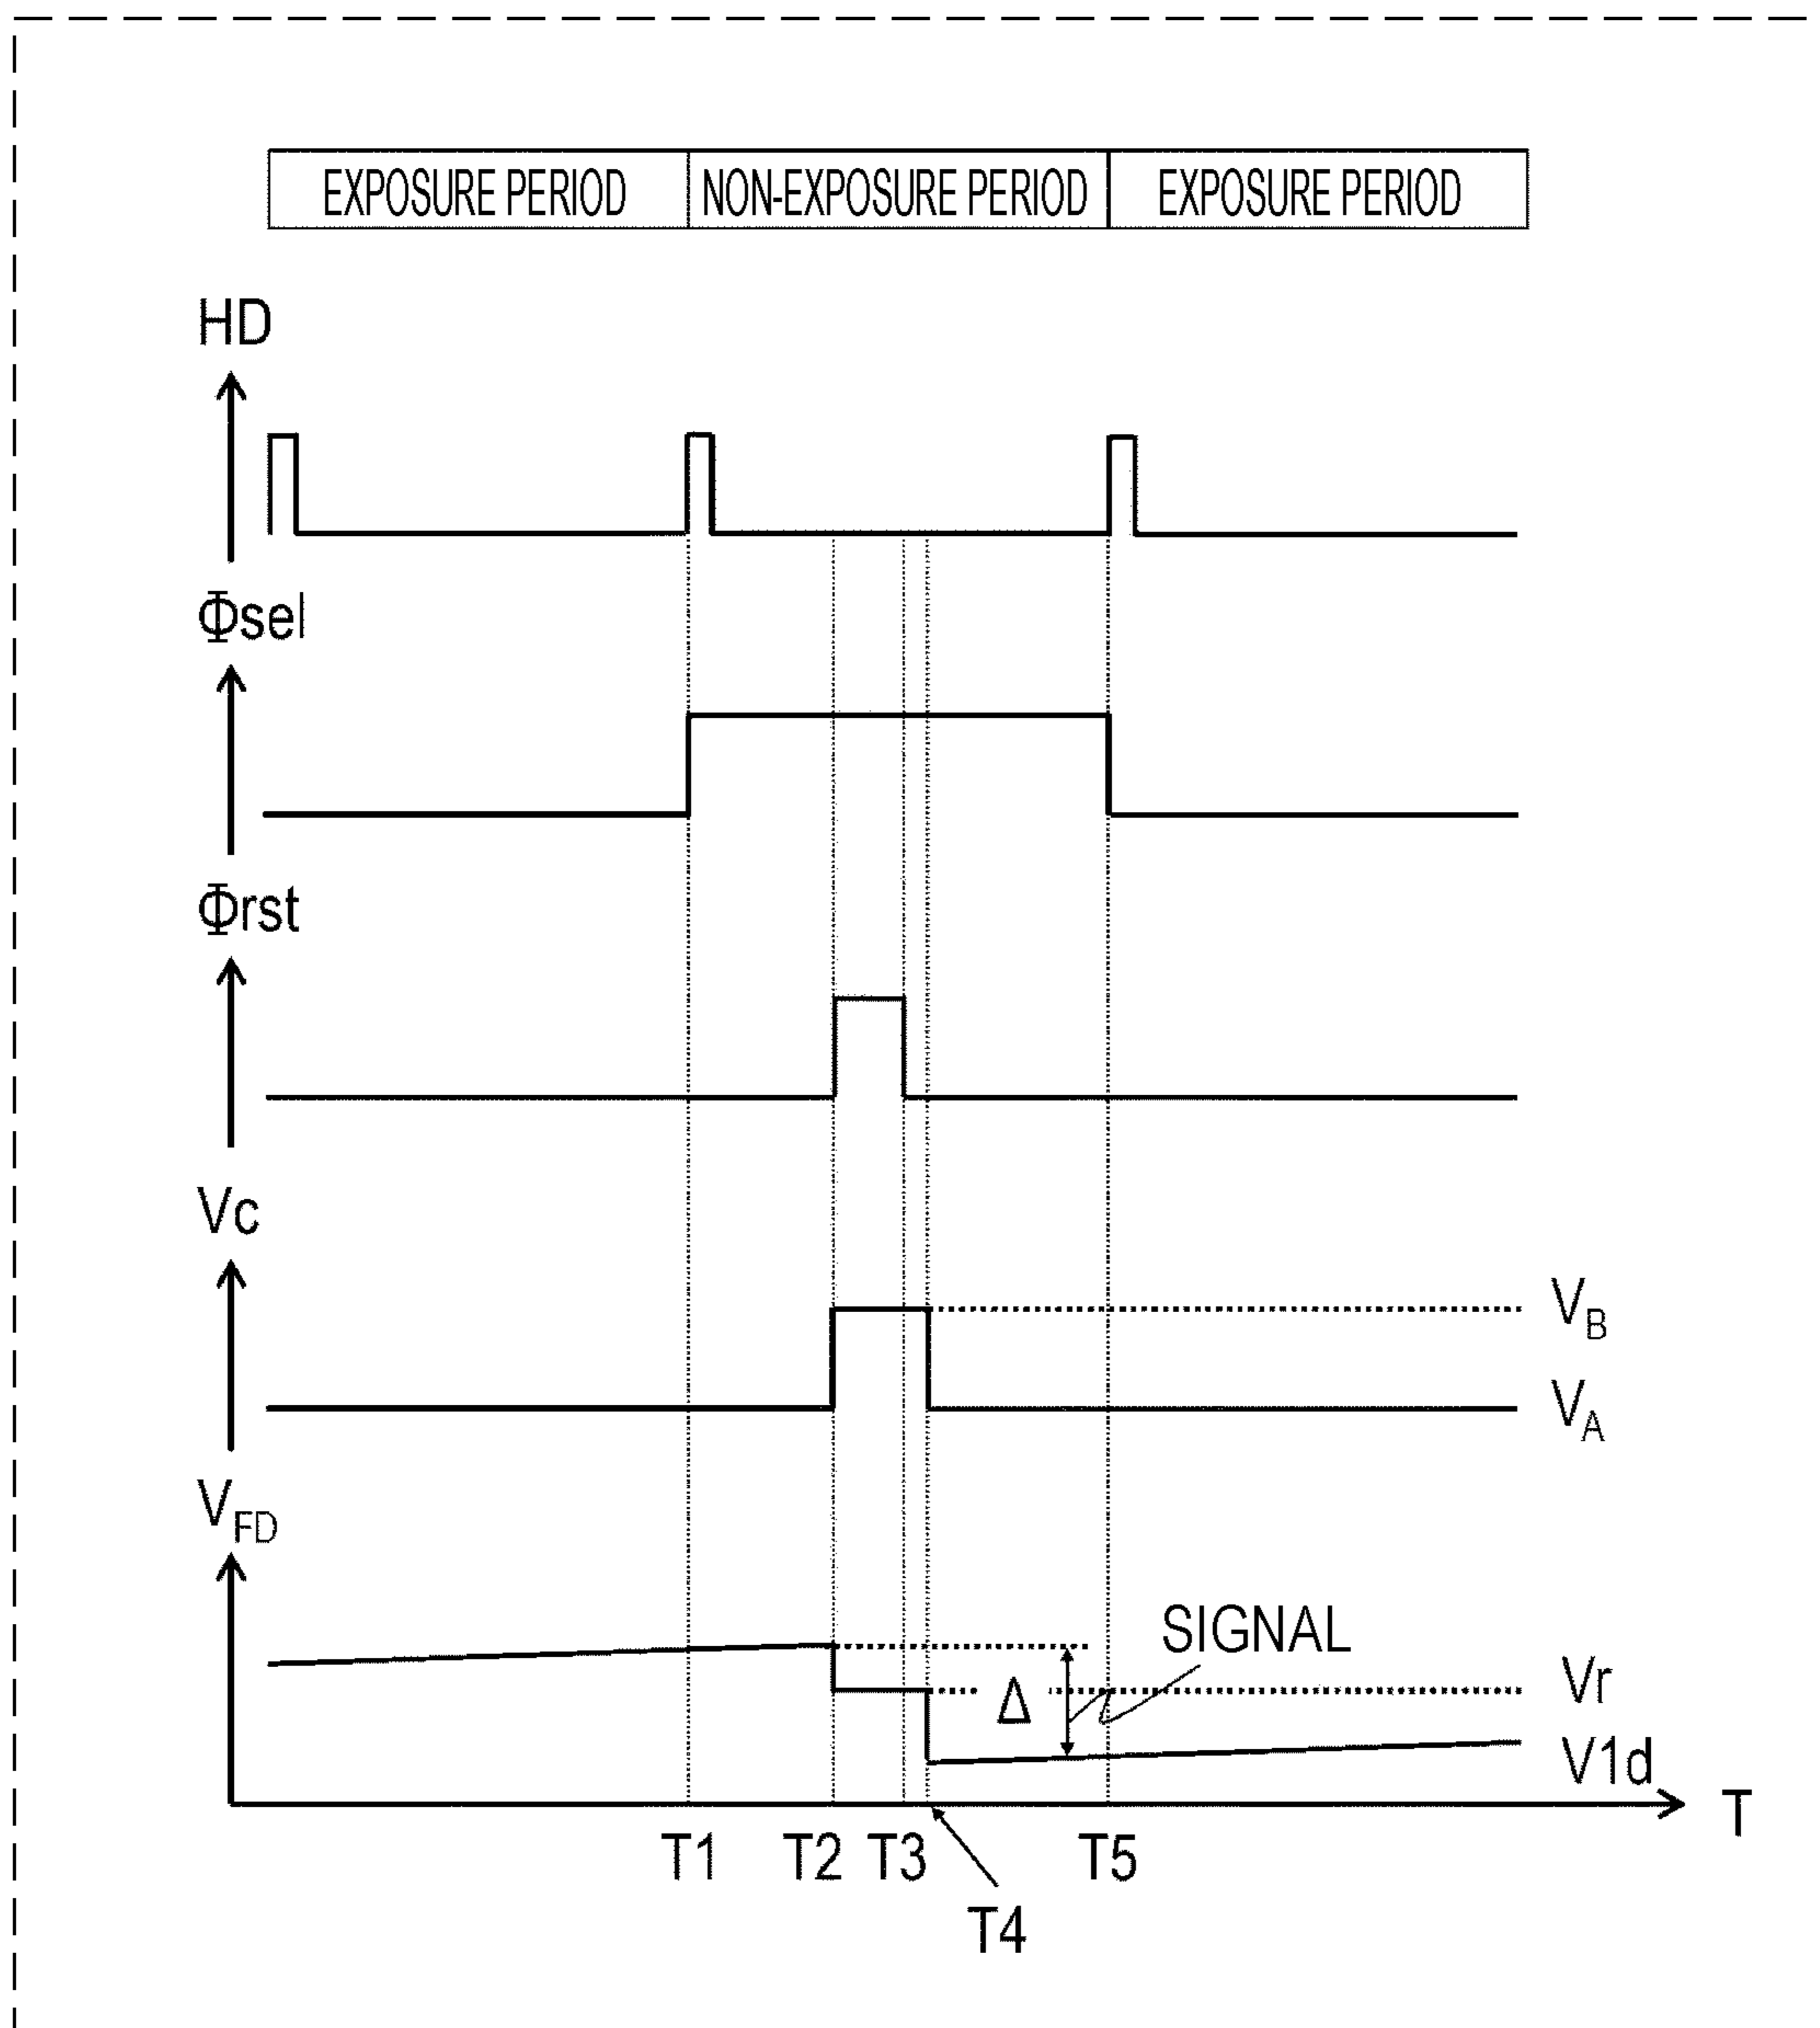 EXPOSURE PERIOD NON-EXPOSURE PERIOD EXPOSURE PERIOD
HD
Φsel
Φrst
Vc
VB
VA
VFD
SIGNAL
Δ
Vr
V1d
T
T1 T2 T3 T5
T4